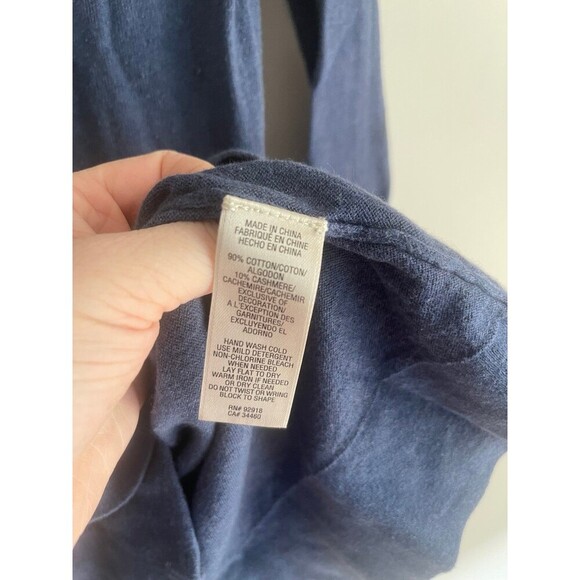 MADE IN CHINA
FABRIQUÉ EN CHINE
HECHO EN CHINA
90% COTTON/COTON/
ALGODON
10% CASHMERE/
CACHEMIRE/CACHEMIR
EXCLUSIVE OF
DECORATION/
A L'EXCEPTION DES
GARNITURES/
EXCLUYENDO EL
ADORNO
HAND WASH COLD
USE MILD DETERGENT
NON-CHLORINE BLEACH
WHEN NEEDED
LAY FLAT TO DRY
WARM IRON IF NEEDED
OR DRY CLEAN
DO NOT TWIST OR WRING
BLOCK TO SHAPE
RN# 92916
CA# 34460